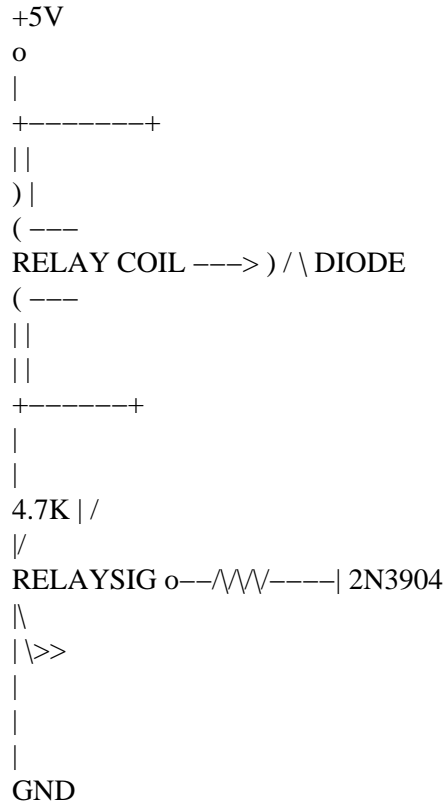 +5V
o
|
+−−−−−−−+
| |
) |
( −−−
RELAY COIL −−−> ) / \ DIODE
( −−−
| |
| |
+−−−−−−+
|
|
4.7K | /
|/
RELAYSIG o−−/\/\/\/−−−−| 2N3904
|\
| \>>
|
|
|
GND